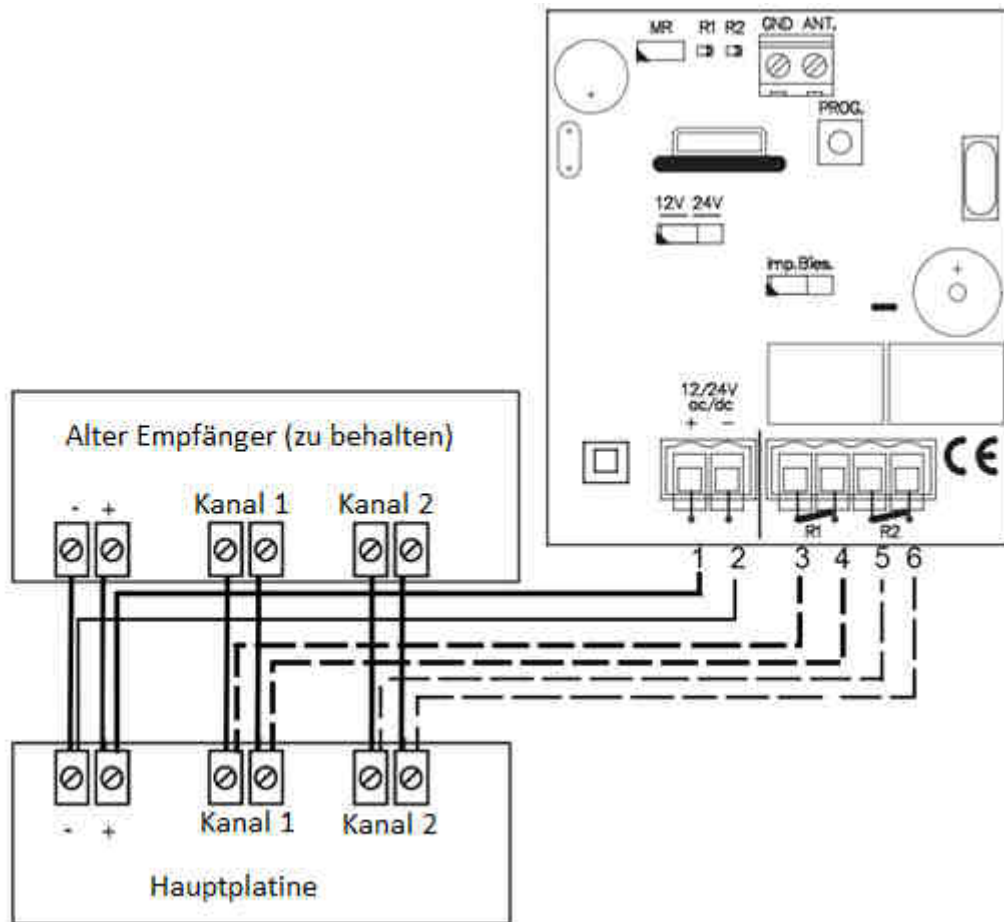 MR R1 R2 GND ANT.
PROG.
12V 24V
Imp.Bies.
12/24V
ac/dc
+ -
CE
R1 R2
1 2 3 4 5 6
Alter Empfänger (zu behalten)
- + Kanal 1 Kanal 2
- + Kanal 1 Kanal 2
Hauptplatine